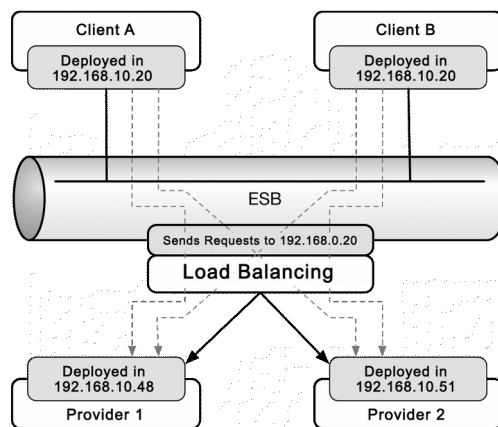 Client A
Client B
Deployed in
192.168.10.20
Deployed in
192.168.10.20
ESB
Sends Requests to 192.168.0.20
Load Balancing
Deployed in
192.168.10.48
Deployed in
192.168.10.51
Provider 1
Provider 2